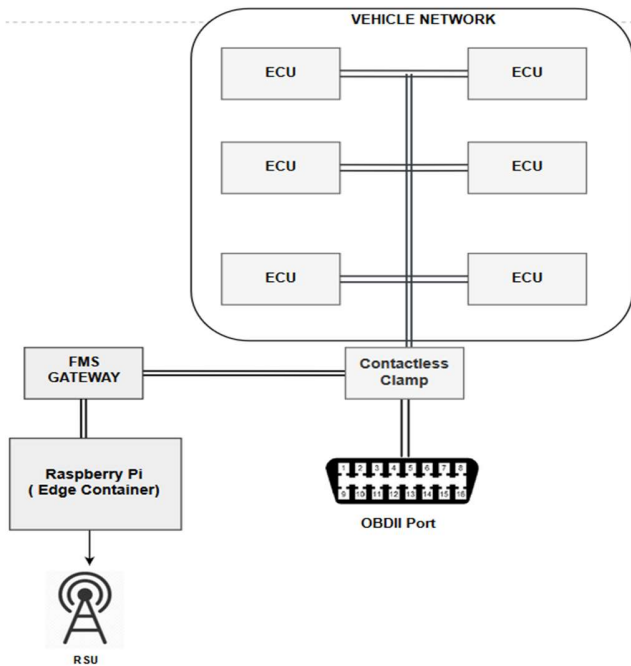 VEHICLE NETWORK
ECU
ECU
ECU
ECU
ECU
ECU
FMS
GATEWAY
Contactless
Clamp
Raspberry Pi
( Edge Container)
1 2 3 4 5 6 7 8
9 10 11 12 13 14 15 16
OBDII Port
RSU